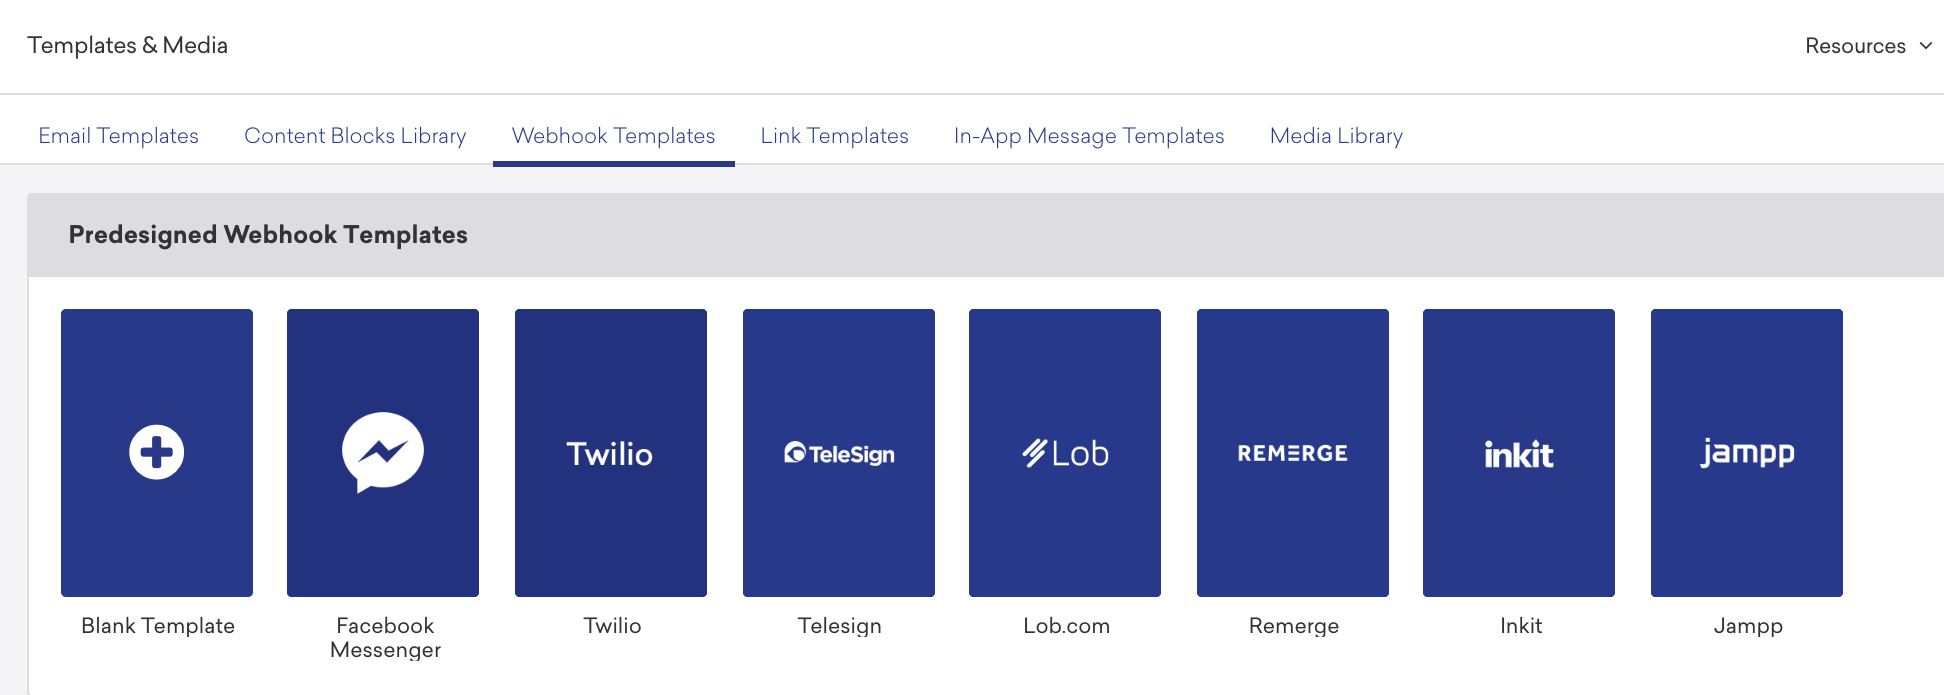 Templates & Media
Resources
Email Templates
Content Blocks Library
Webhook Templates
Link Templates
In-App Message Templates
Media Library
Predesigned Webhook Templates
Twilio
TeleSign
Lob
REMERGE
inkit
jampp
Blank Template
Facebook
Messenger
Twilio
Telesign
Lob.com
Remerge
Inkit
Jampp